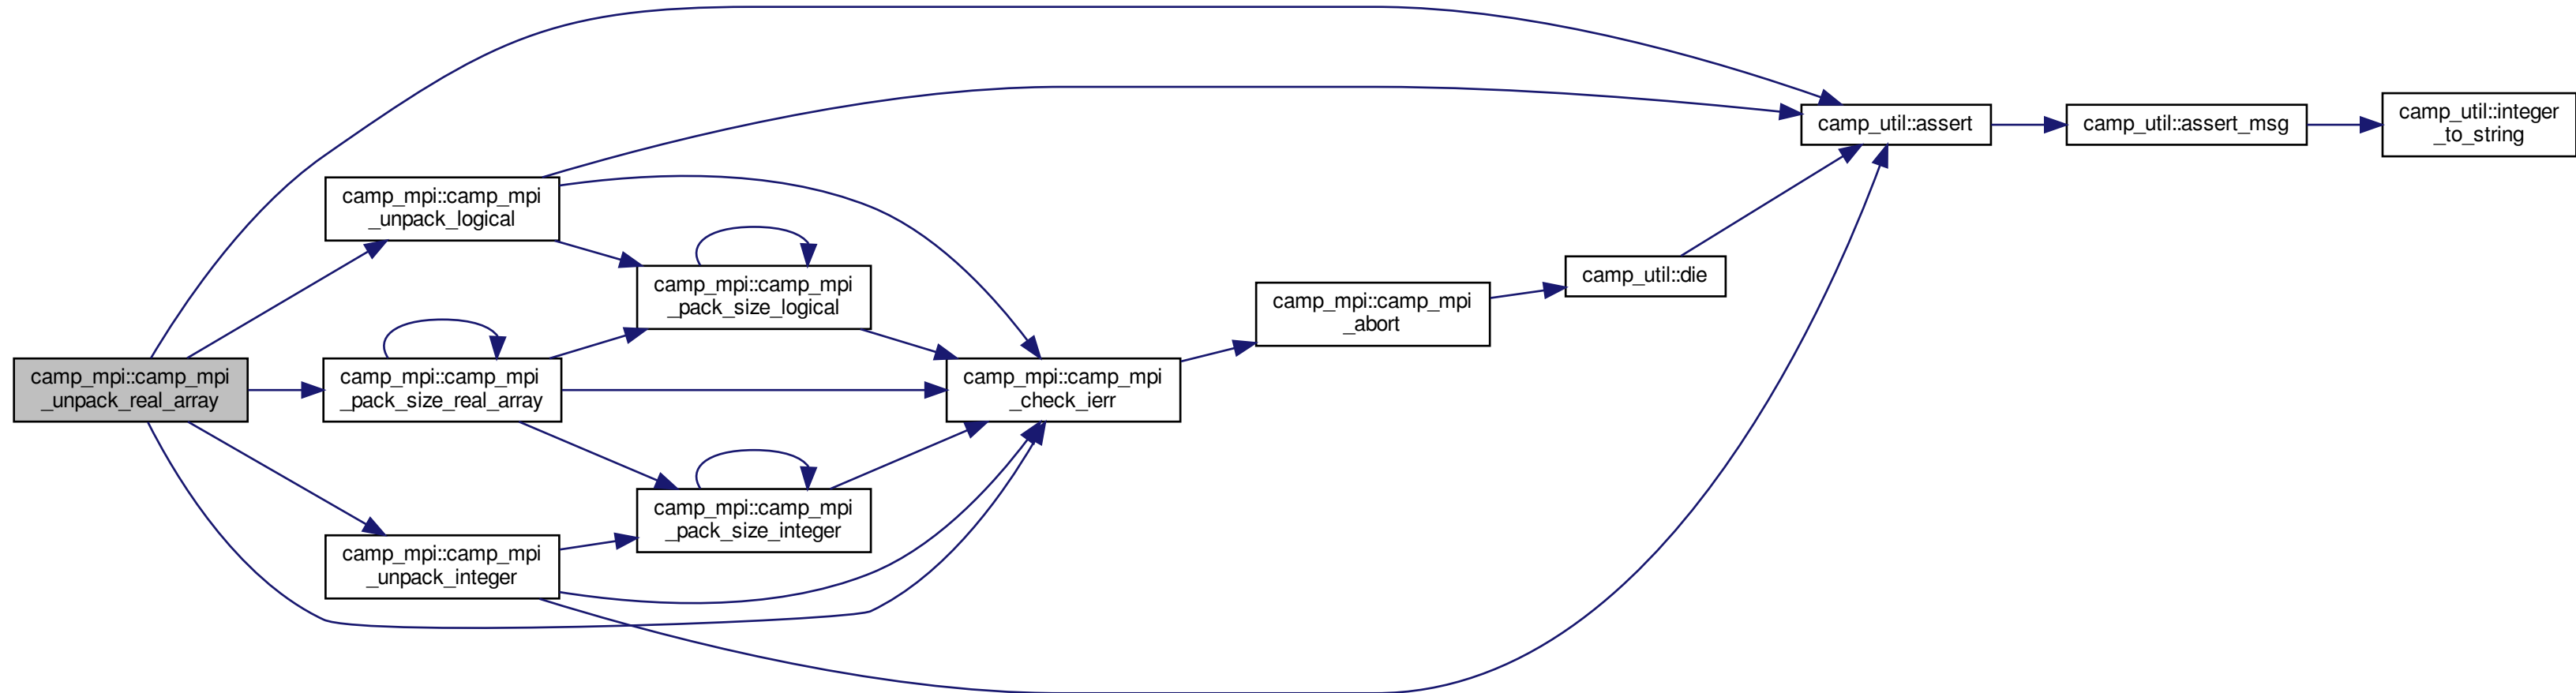 camp_mpi::camp_mpi
_unpack_real_array
camp_mpi::camp_mpi
_unpack_logical
camp_mpi::camp_mpi
_pack_size_real_array
camp_mpi::camp_mpi
_unpack_integer
camp_mpi::camp_mpi
_pack_size_logical
camp_mpi::camp_mpi
_pack_size_integer
camp_mpi::camp_mpi
_check_ierr
camp_mpi::camp_mpi
_abort
camp_util::die
camp_util::assert
camp_util::assert_msg
camp_util::integer
_to_string